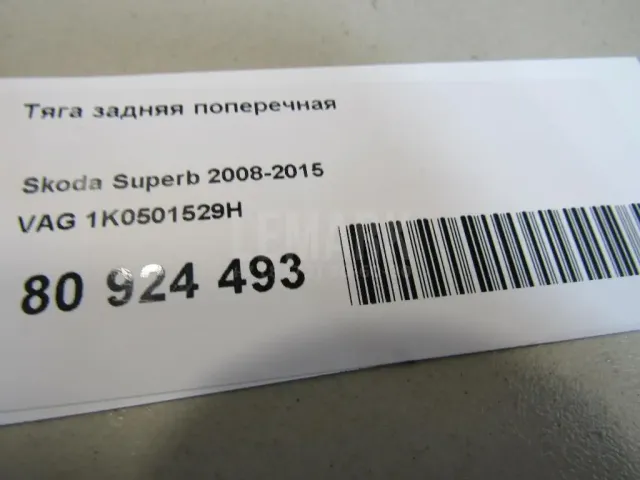 Тяга задняя поперечная
Skoda Superb 2008-2015
VAG 1K0501529H
80 924 493